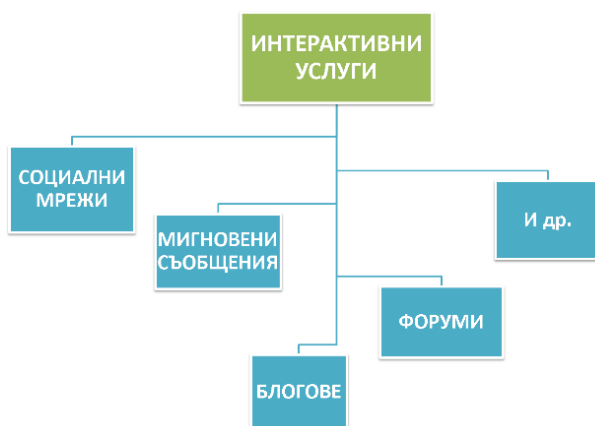 ИНТЕРАКТИВНИ
УСЛУГИ
СОЦИАЛНИ
МРЕЖИ
МИГНОВЕНИ
СЪОБЩЕНИЯ
БЛОГОВЕ
ФОРУМИ
И др.